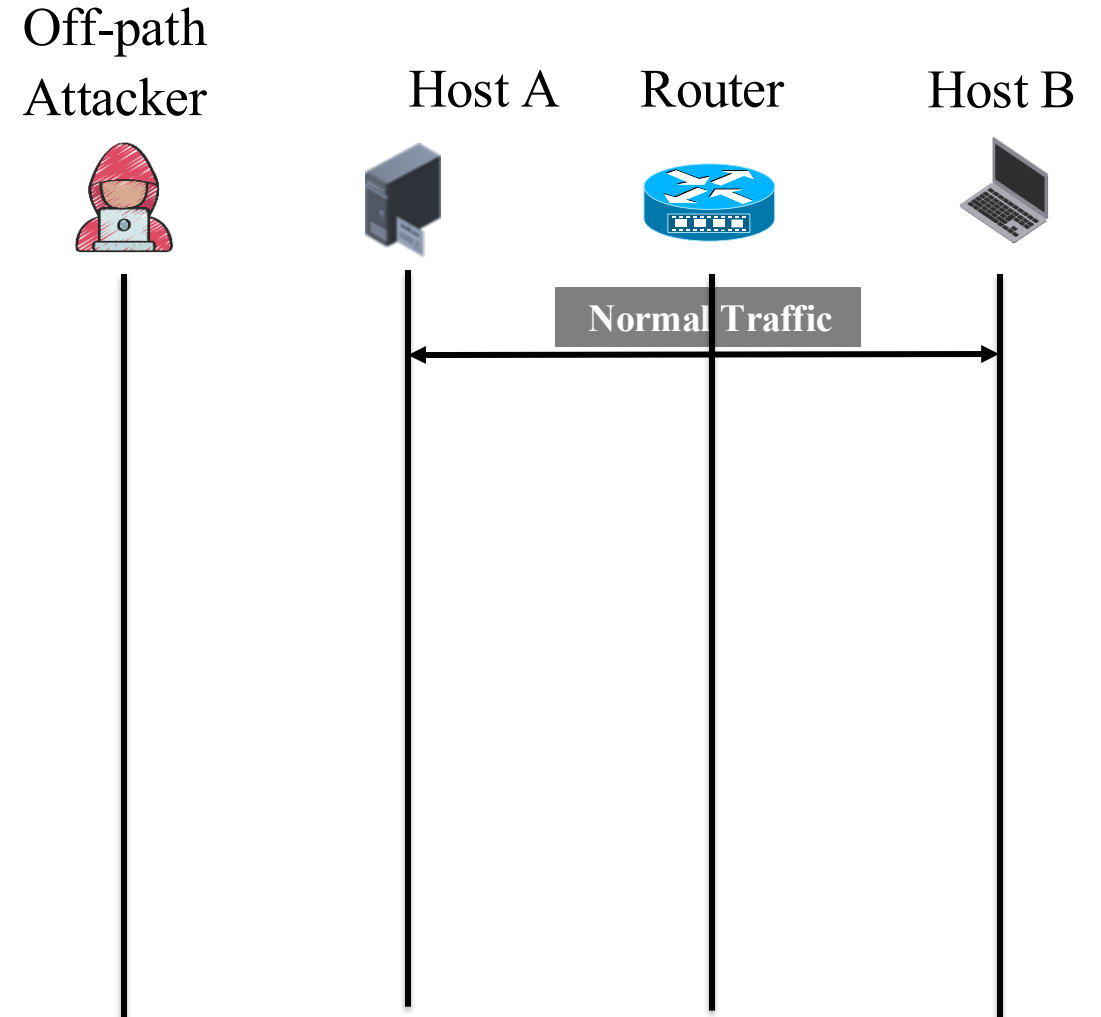 Off-path
Attacker
Host A
Router
Host B
Normal Traffic